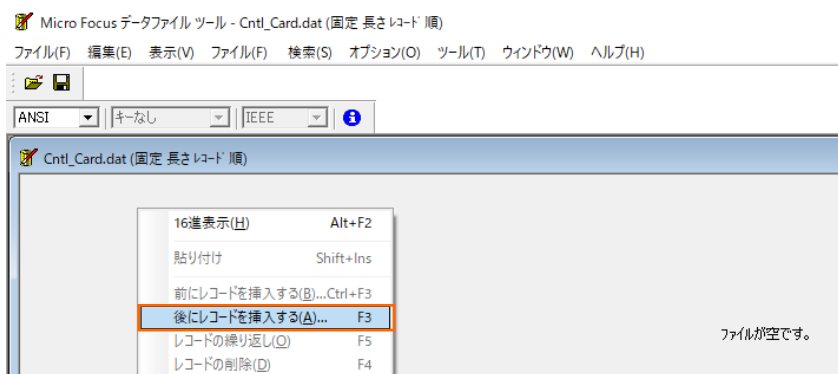 Micro Focus データファイル ツール - Cntl_Card.dat (固定 長さ ﾚｺｰﾄﾞ 順)
ファイル(F) 編集(E) 表示(V) ファイル(F) 検索(S) オプション(O) ツール(T) ウィンドウ(W) ヘルプ(H)
ANSI キーなし IEEE
Cntl_Card.dat (固定 長さ ﾚｺｰﾄﾞ 順)
16進表示(H) Alt+F2
貼り付け Shift+Ins
前にレコードを挿入する(B)...Ctrl+F3
後にレコードを挿入する(A)... F3
レコードの繰り返し(O) F5
レコードの削除(D) F4
ファイルが空です。